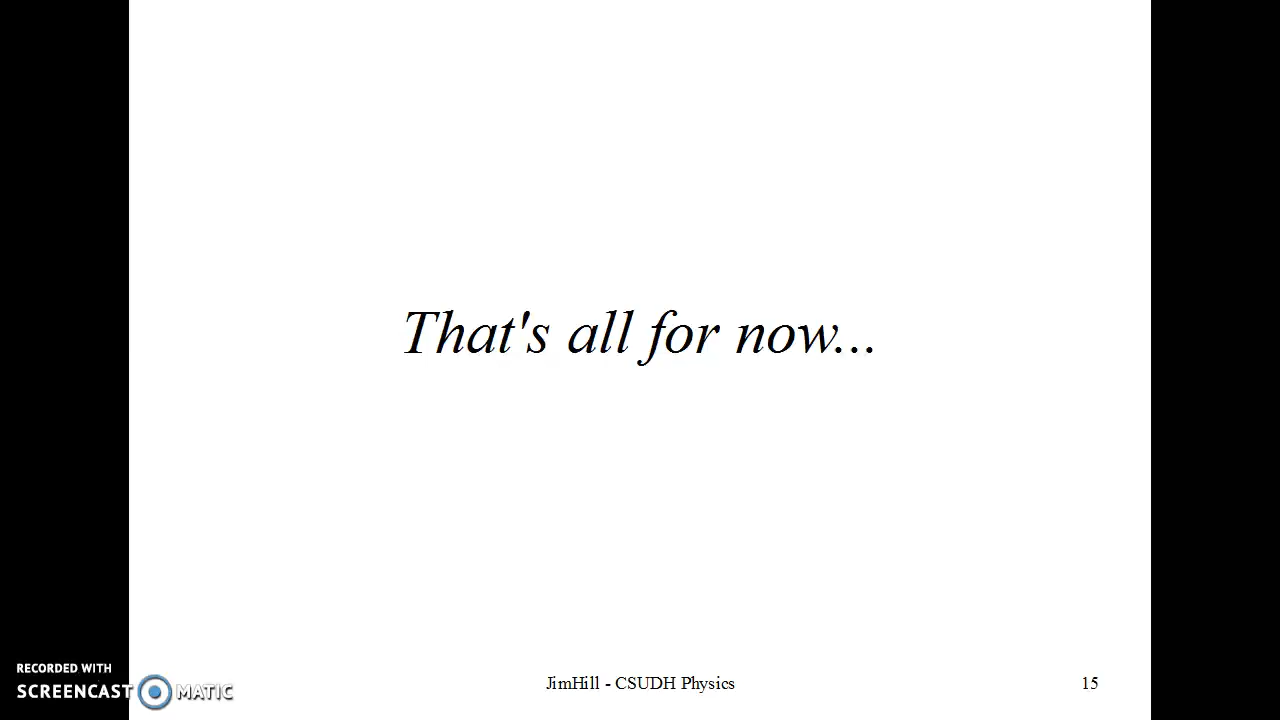 That's all for now...
RECORDED WITH
SCREENCAST MATIC
JimHill - CSUDH Physics
15